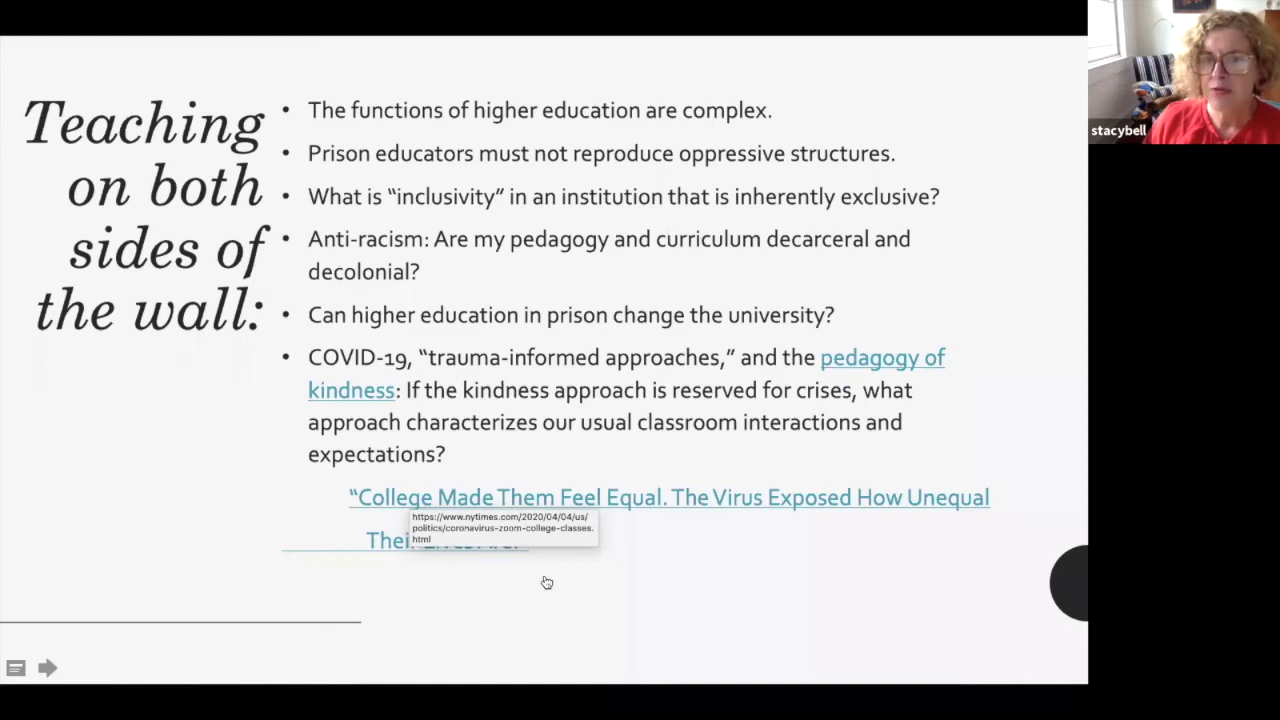 Teaching
on both
sides of
the wall:
• The functions of higher education are complex.
• Prison educators must not reproduce oppressive structures.
• What is “inclusivity” in an institution that is inherently exclusive?
• Anti-racism: Are my pedagogy and curriculum decarceral and
decolonial?
• Can higher education in prison change the university?
• COVID-19, “trauma-informed approaches,” and the pedagogy of
kindness: If the kindness approach is reserved for crises, what
approach characterizes our usual classroom interactions and
expectations?
“College Made Them Feel Equal. The Virus Exposed How Unequal
https://www.nytimes.com/2020/04/04/us/
politics/coronavirus-zoom-college-classes.
html
stacybell